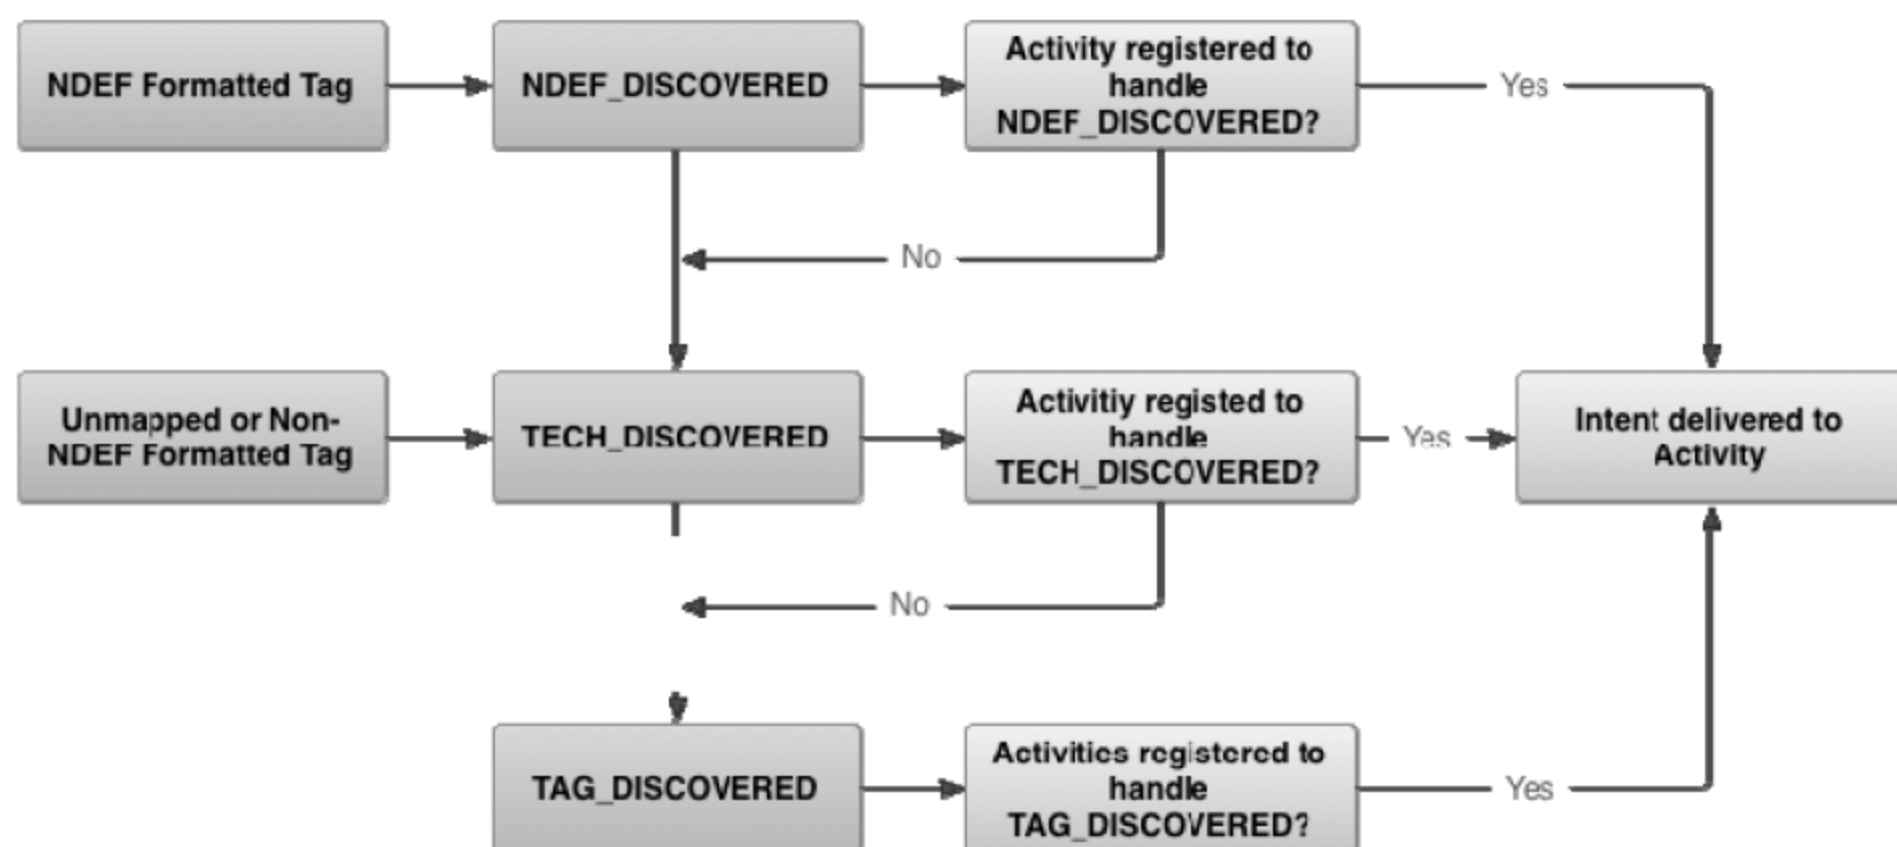 NDEF Formatted Tag
NDEF_DISCOVERED
Activity registered to
handle
NDEF_DISCOVERED?
Yes
No
Unmapped or Non-
NDEF Formatted Tag
TECH_DISCOVERED
Activitiy registed to
handle
TECH_DISCOVERED?
Yes
Intent delivered to
Activity
No
TAG_DISCOVERED
Activities registered to
handle
TAG_DISCOVERED?
Yes